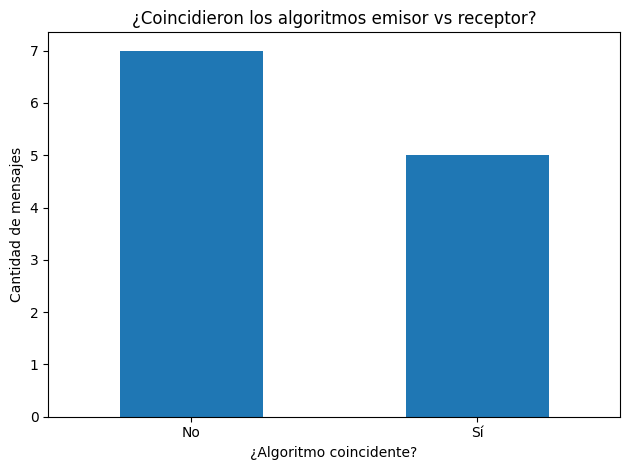 ¿Coincidieron los algoritmos emisor vs receptor?
Cantidad de mensajes
7
6
5
4
3
2
1
0
No
Sí
¿Algoritmo coincidente?